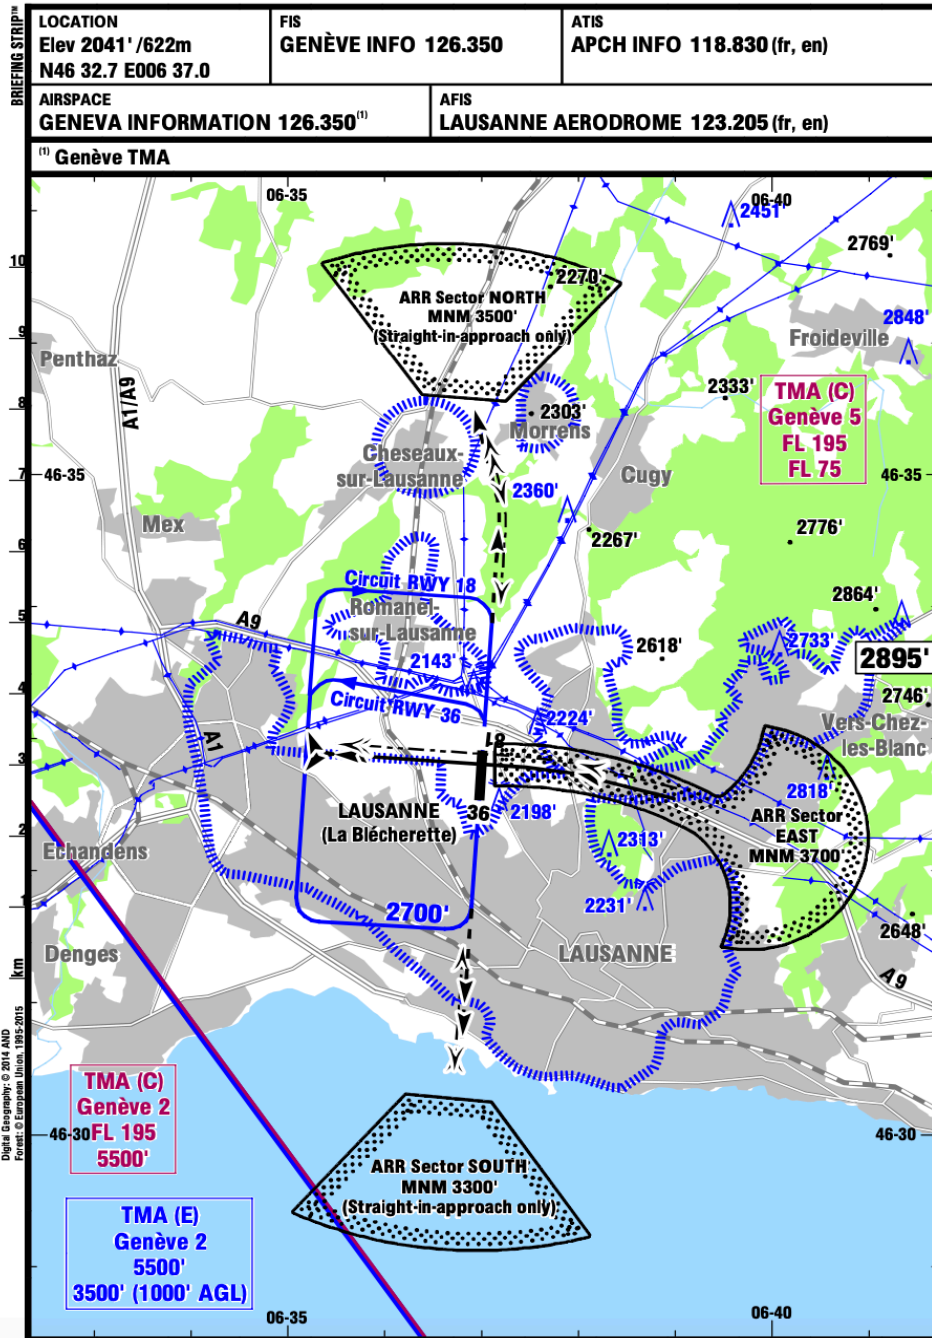 BRIEFING STRIP™
LOCATION
Elev 2041' /622m
N46 32.7 E006 37.0
FIS
GENÈVE INFO 126.350
ATIS
APCH INFO 118.830 (fr, en)
AIRSPACE
GENEVA INFORMATION 126.350(1)
AFIS
LAUSANNE AERODROME 123.205 (fr, en)
(1) Genève TMA
06-35
06-40
2451'
2769'
10
2270'
ARR Sector NORTH
MNM 3500'
(Straight-in-approach only)
2848'
9
Froideville
Penthaz
A1/A9
2333'
TMA (C)
Genève 5
FL 195
FL 75
8
2303'
Morrens
Cheseaux-
sur-Lausanne
7
46-35
Cugy
46-35
2360'
Mex
2267'
2776'
6
Circuit RWY 18
2864'
5
Romanel-
sur-Lausanne
A9
2733'
2618'
2143'
2895'
4
2746'
Circuit RWY 36
2224'
Vers-Chez-
les-Blanc
A1
18
3
2818'
LAUSANNE
(La Blécherette)
36
2198'
ARR Sector
EAST
MNM 3700'
2
2313'
Echandens
1
2700'
2231'
2648'
Denges
LAUSANNE
km
A9
Digital Geography: © 2014 AND
Forest: © European Union, 1995-2015
TMA (C)
Genève 2
FL 195
5500'
46-30
46-30
ARR Sector SOUTH
MNM 3300'
(Straight-in-approach only)
TMA (E)
Genève 2
5500'
3500' (1000' AGL)
06-35
06-40